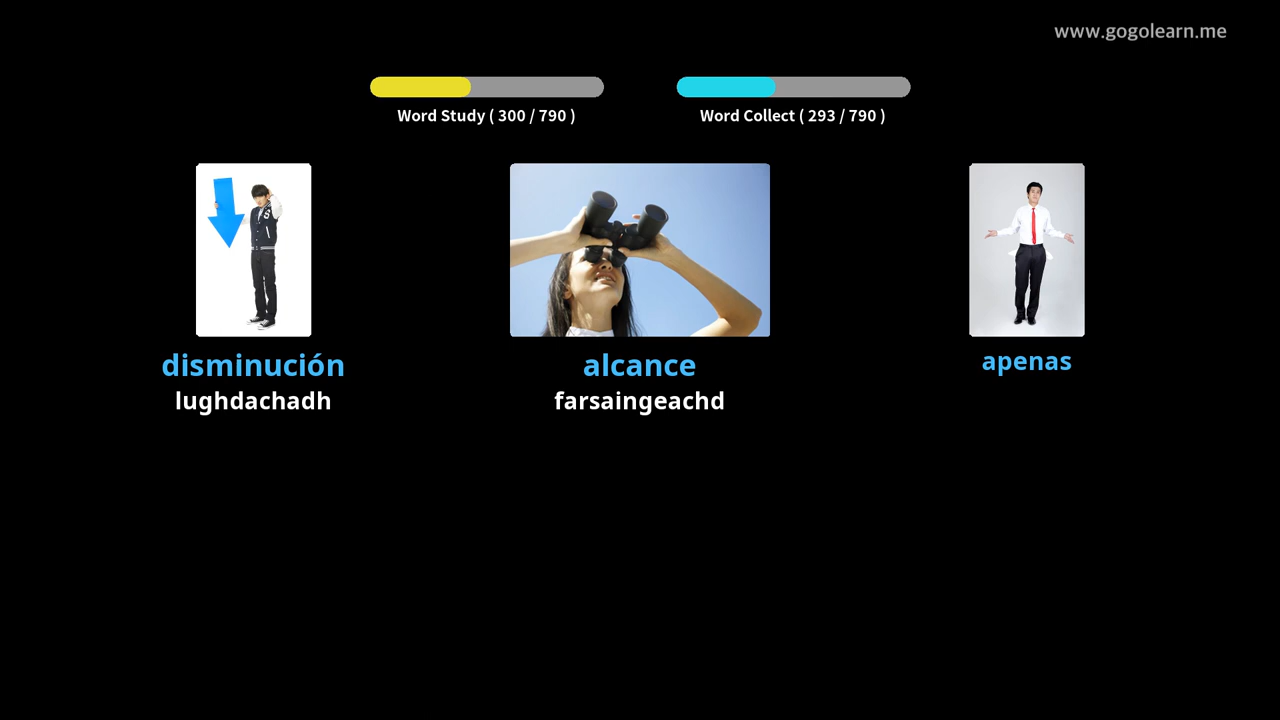 www.gogolearn.me
Word Study ( 300 / 790 )
Word Collect ( 293 / 790 )
S
disminución
lughdachadh
alcance
farsaingeachd
apenas